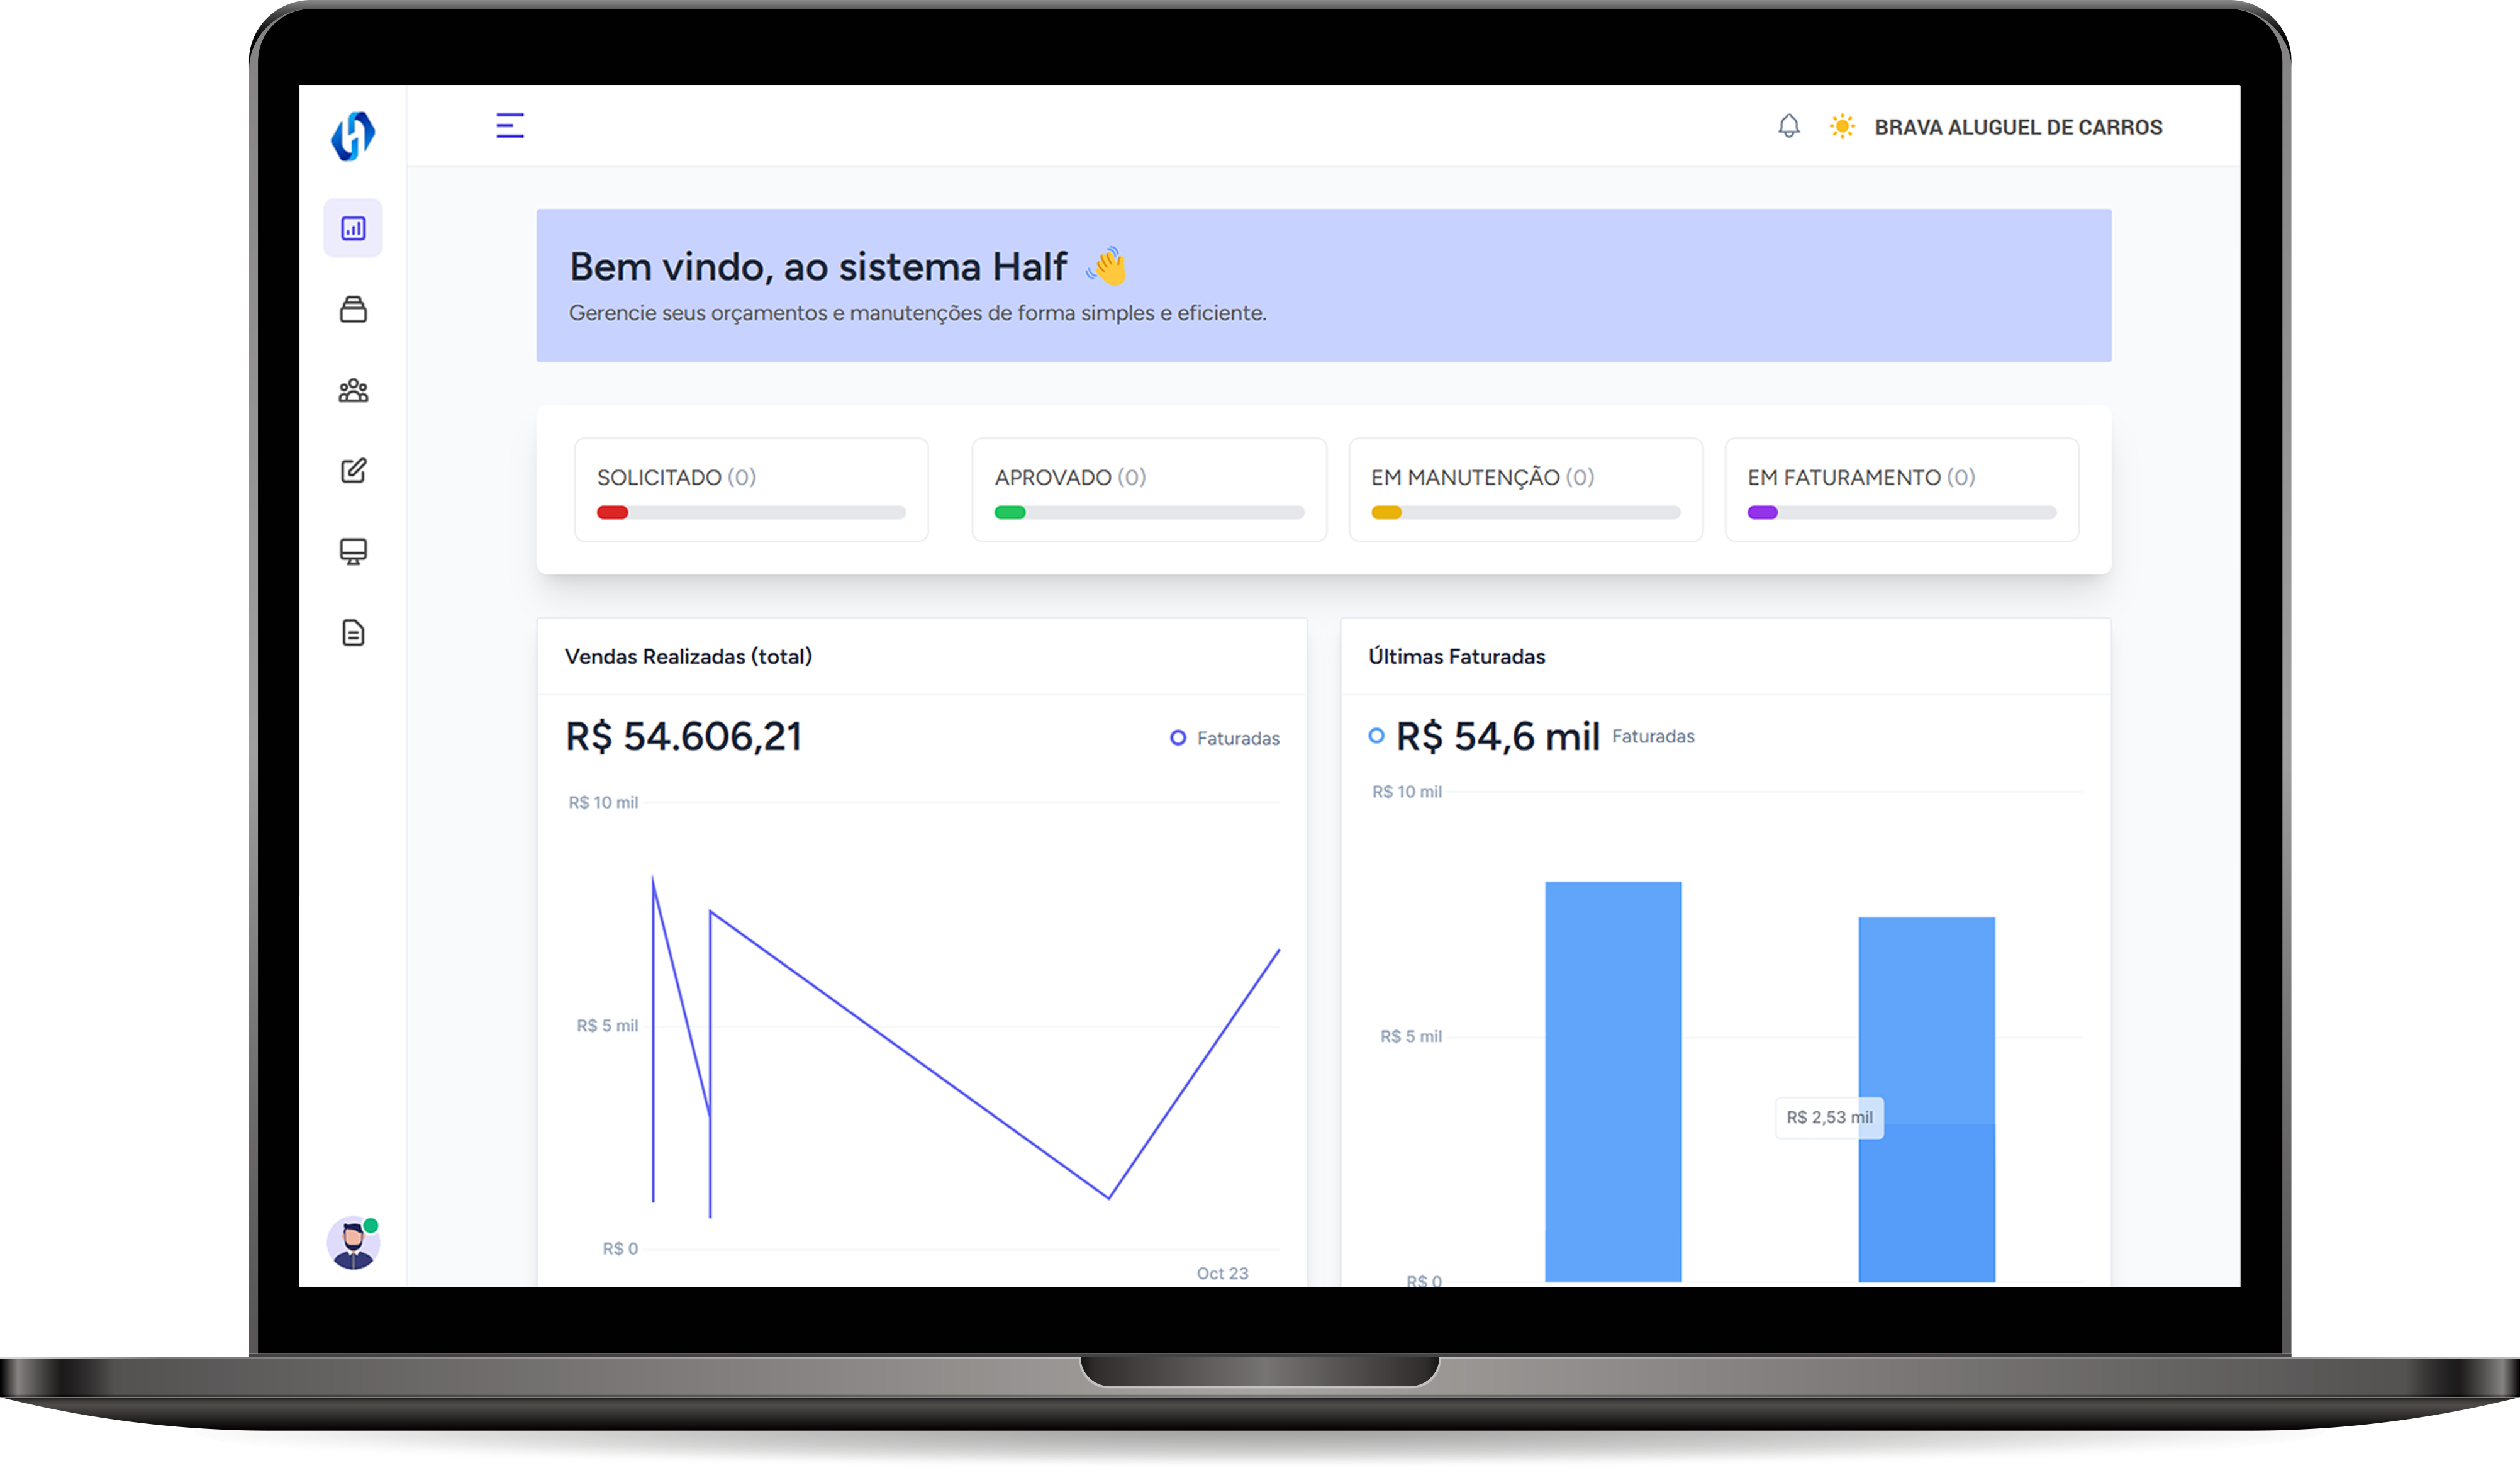 BRAVA ALUGUEL DE CARROS
Bem vindo, ao sistema Half 👋
Gerencie seus orçamentos e manutenções de forma simples e eficiente.
SOLICITADO (0)
APROVADO (0)
EM MANUTENÇÃO (0)
EM FATURAMENTO (0)
Vendas Realizadas (total)
R$ 54.606,21
Faturadas
R$ 10 mil
R$ 5 mil
R$ 0
Oct 23
Últimas Faturadas
R$ 54,6 mil Faturadas
R$ 10 mil
R$ 5 mil
R$ 2,53 mil
R$ 0